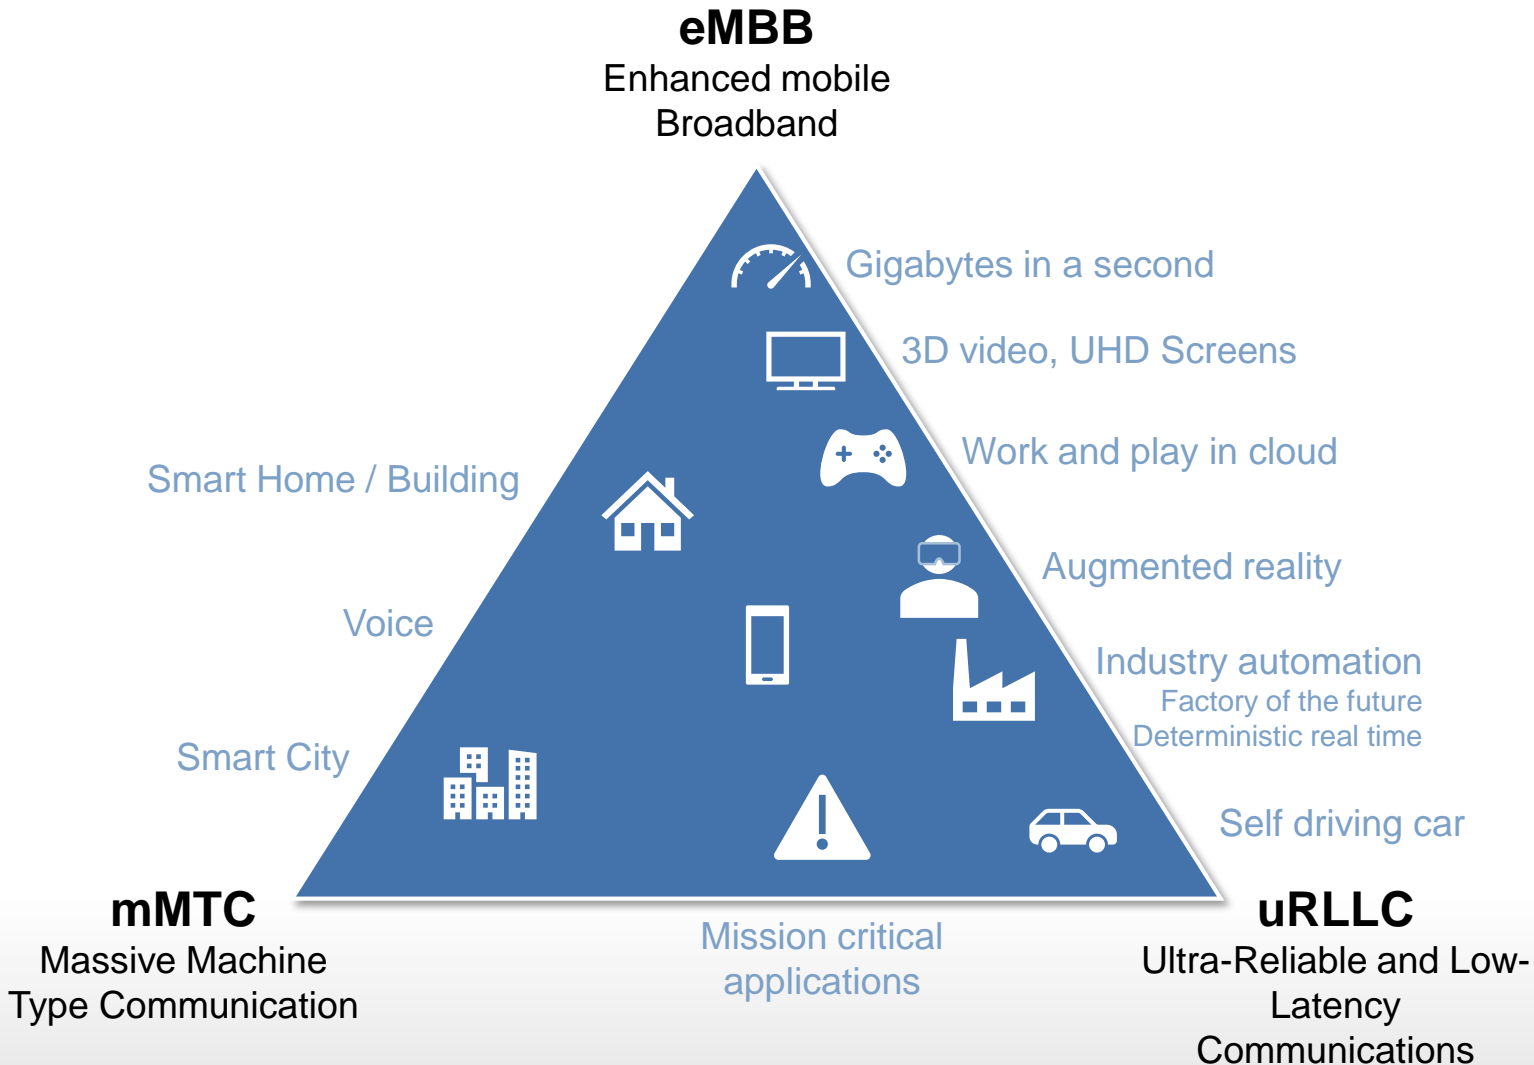 eMBB
Enhanced mobile
Broadband
Gigabytes in a second
3D video, UHD Screens
Work and play in cloud
Smart Home / Building
Augmented reality
Voice
Industry automation
Factory of the future
Deterministic real time
Smart City
Self driving car
mMTC
Massive Machine
Type Communication
Mission critical
applications
uRLLC
Ultra-Reliable and Low-
Latency
Communications